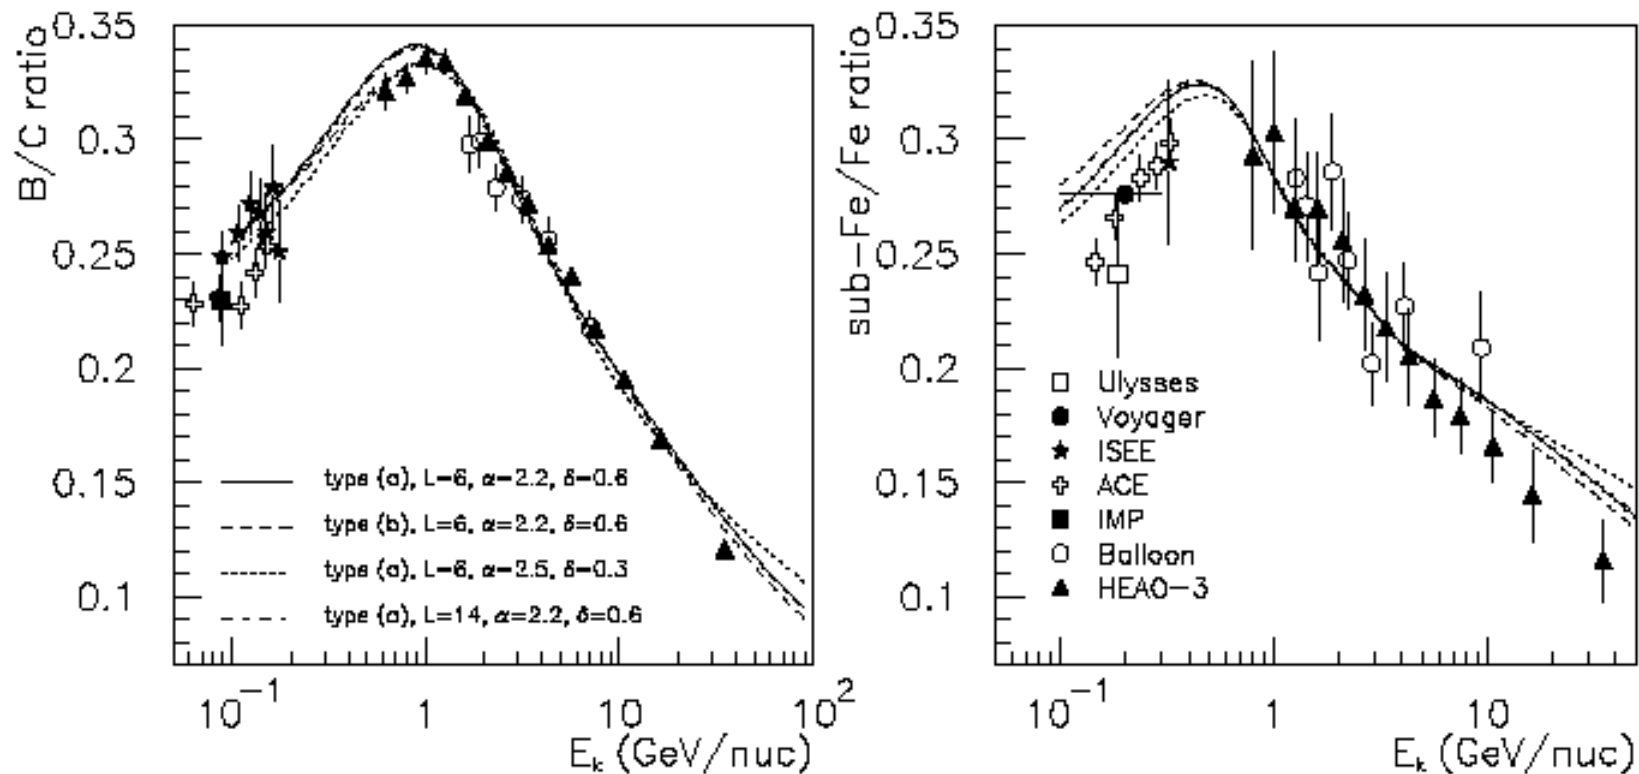 B/C ratio
0.35
0.3
0.25
0.2
0.15
0.1
type (a), L=6, α=2.2, δ=0.6
type (b), L=6, α=2.2, δ=0.6
type (a), L=6, α=2.5, δ=0.3
type (a), L=14, α=2.2, δ=0.6
10⁻¹
1
10
10²
Eₖ (GeV/nuc)
sub-Fe/Fe ratio
0.35
0.3
0.25
0.2
0.15
0.1
Ulysses
Voyager
ISEE
ACE
IMP
Balloon
HEAO-3
10⁻¹
1
10
Eₖ (GeV/nuc)